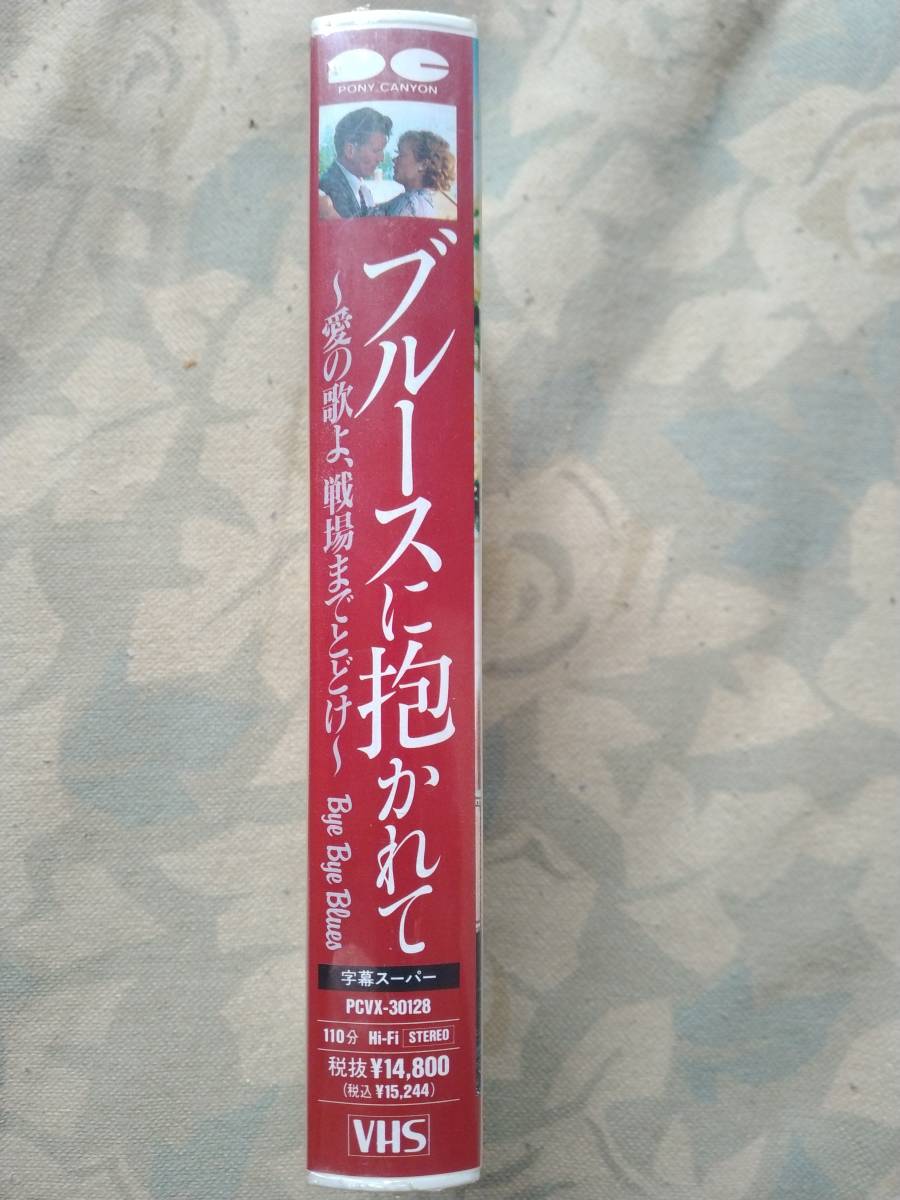 PONY CANYON
ブルースに抱かれて
～愛の歌よ、戦場までとどけ～ Bye Bye Blues
字幕スーパー
PCVX-30128
110分 Hi-Fi STEREO
税抜¥14,800
(税込 ¥15,244)
VHS